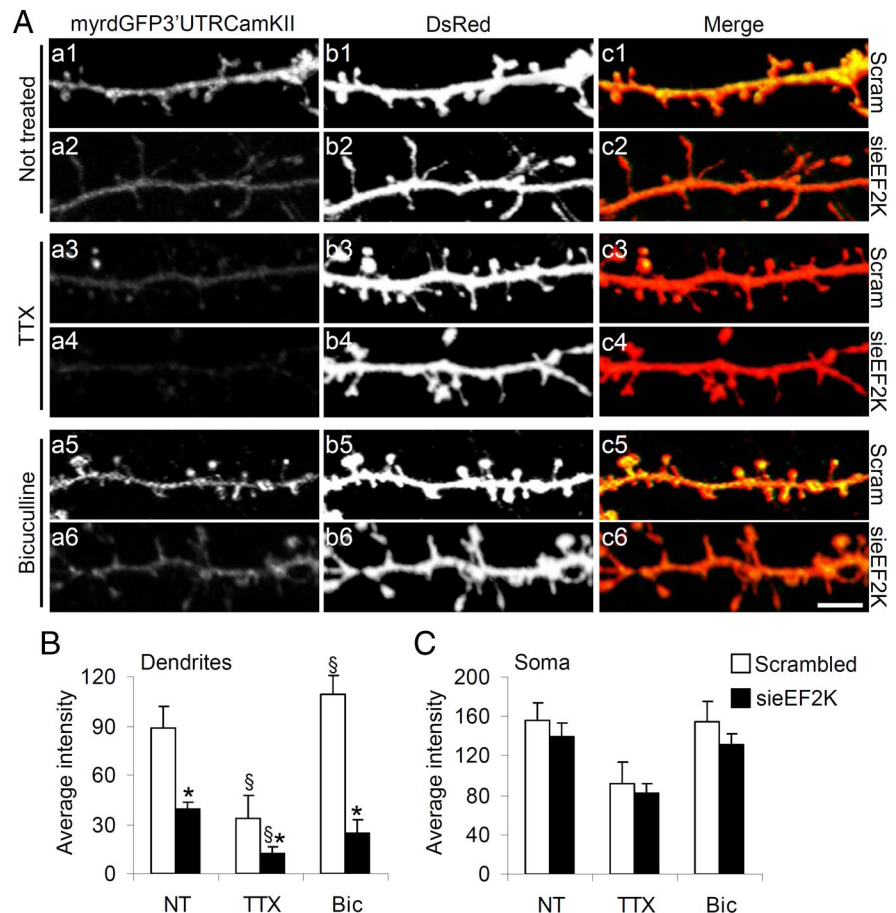 A
myrdGFP3'UTRCamKII DsRed Merge
Not treated
a1 b1 c1 Scram
a2 b2 c2 sieEF2K
TTX
a3 b3 c3 Scram
a4 b4 c4 sieEF2K
Bicuculline
a5 b5 c5 Scram
a6 b6 c6 sieEF2K
B
Dendrites
Average intensity
120
90
60
30
0
*
§
§*
§
*
NT TTX Bic
C
Soma
Average intensity
200
160
120
80
40
0
NT TTX Bic
Scrambled
sieEF2K